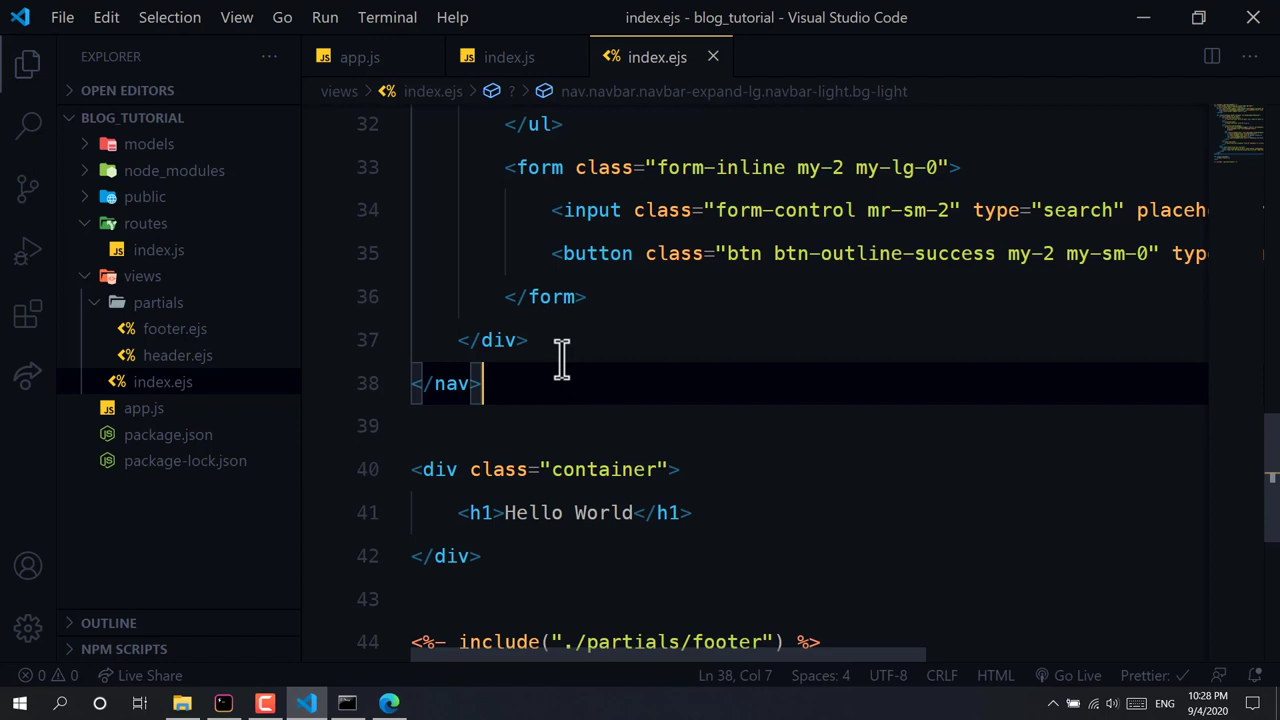 File Edit Selection View Go Run Terminal Help index.ejs - blog_tutorial - Visual Studio Code
EXPLORER
JS app.js JS index.js <% index.ejs
OPEN EDITORS
views > <% index.ejs > ? > nav.navbar.navbar-expand-lg.navbar-light.bg-light
BLOG_TUTORIAL
models
node_modules
public
routes
JS index.js
views
partials
<% footer.ejs
<% header.ejs
<% index.ejs
JS app.js
package.json
package-lock.json
OUTLINE
NPM SCRIPTS
32 </ul>
33 <form class="form-inline my-2 my-lg-0">
34 <input class="form-control mr-sm-2" type="search" placeh
35 <button class="btn btn-outline-success my-2 my-sm-0" typ
36 </form>
37 </div>
38 </nav>
39
40 <div class="container">
41 <h1>Hello World</h1>
42 </div>
43
44 <%- include("./partials/footer") %>
0 0 Live Share Ln 38, Col 7 Spaces: 4 UTF-8 CRLF HTML Go Live Prettier: ✓
ENG 10:28 PM
9/4/2020